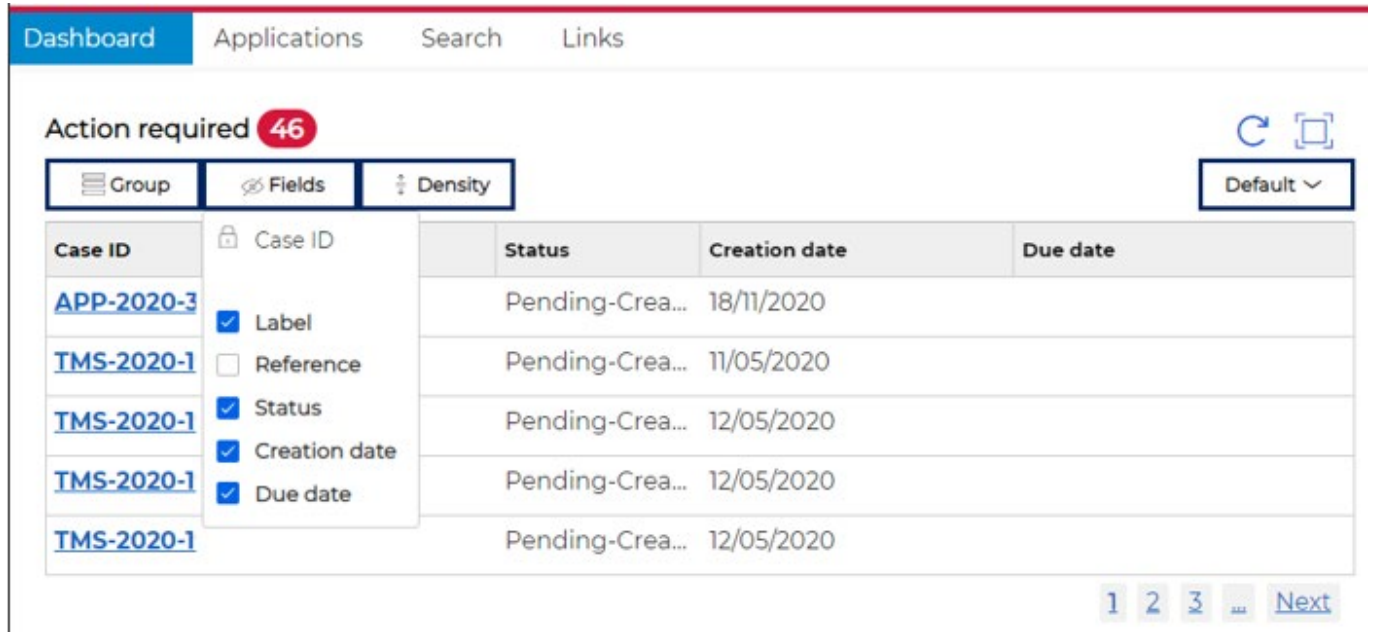 Dashboard Applications Search Links
Action required 46
Group Fields Density Default
Case ID Status Creation date Due date
Case ID
APP-2020-3 Pending-Crea... 18/11/2020
Label
TMS-2020-1 Pending-Crea... 11/05/2020
Reference
TMS-2020-1 Pending-Crea... 12/05/2020
Status
Creation date
TMS-2020-1 Pending-Crea... 12/05/2020
Due date
TMS-2020-1 Pending-Crea... 12/05/2020
1 2 3 ... Next